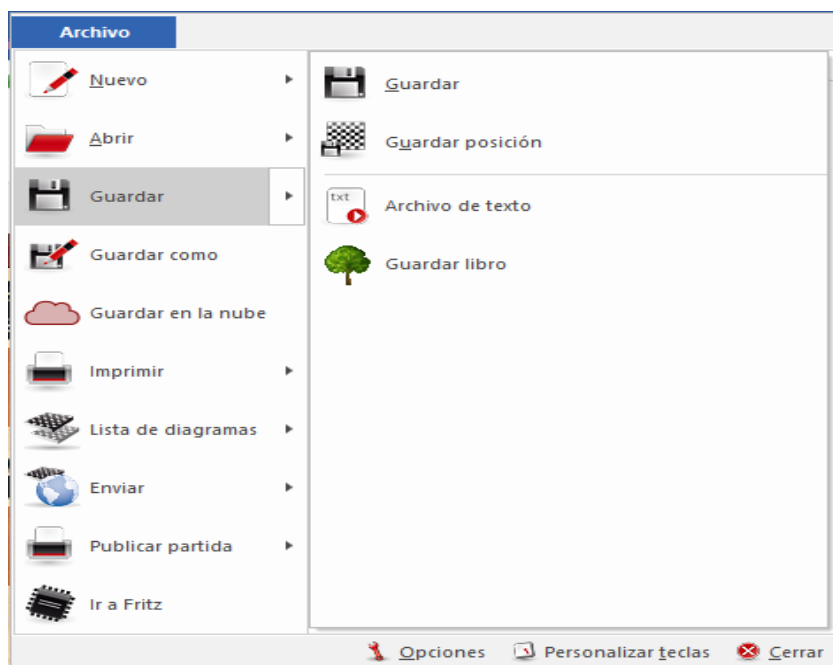 Archivo
Nuevo
Abrir
Guardar
Guardar como
Guardar en la nube
Imprimir
Lista de diagramas
Enviar
Publicar partida
Ir a Fritz
Guardar
Guardar posición
txt
Archivo de texto
Guardar libro
Opciones
Personalizar teclas
Cerrar